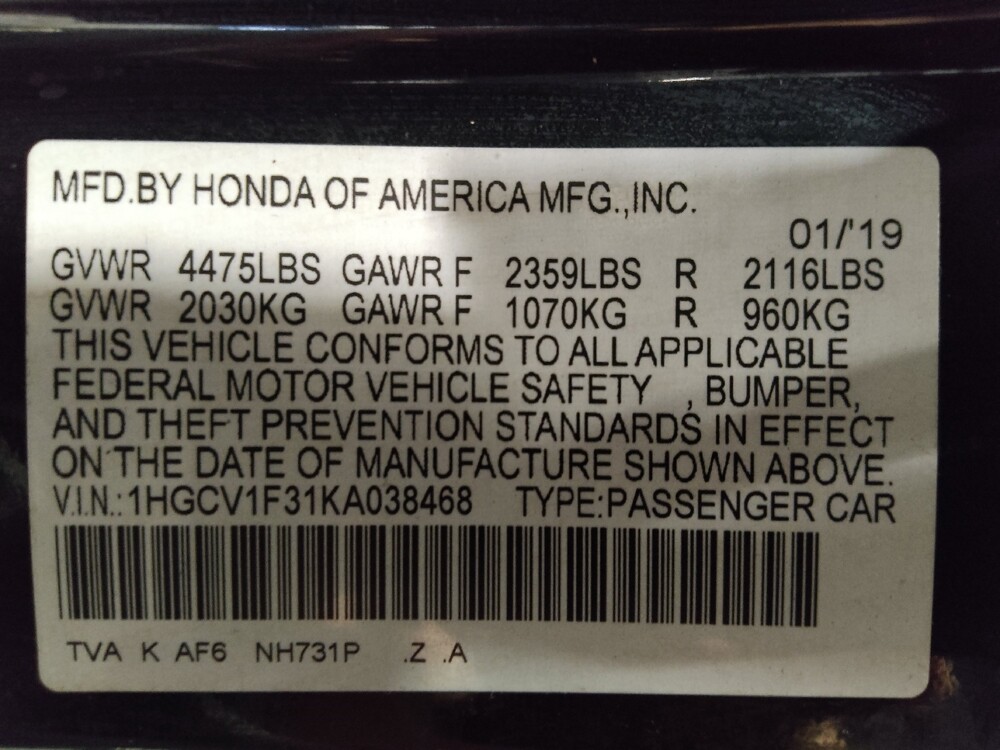 MFD.BY HONDA OF AMERICA MFG.,INC.
01/'19
GVWR 4475LBS GAWR F 2359LBS R 2116LBS
GVWR 2030KG GAWR F 1070KG R 960KG
THIS VEHICLE CONFORMS TO ALL APPLICABLE
FEDERAL MOTOR VEHICLE SAFETY , BUMPER,
AND THEFT PREVENTION STANDARDS IN EFFECT
ON THE DATE OF MANUFACTURE SHOWN ABOVE.
V.I.N.:1HGCV1F31KA038468 TYPE:PASSENGER CAR
TVA K AF6 NH731P .Z .A